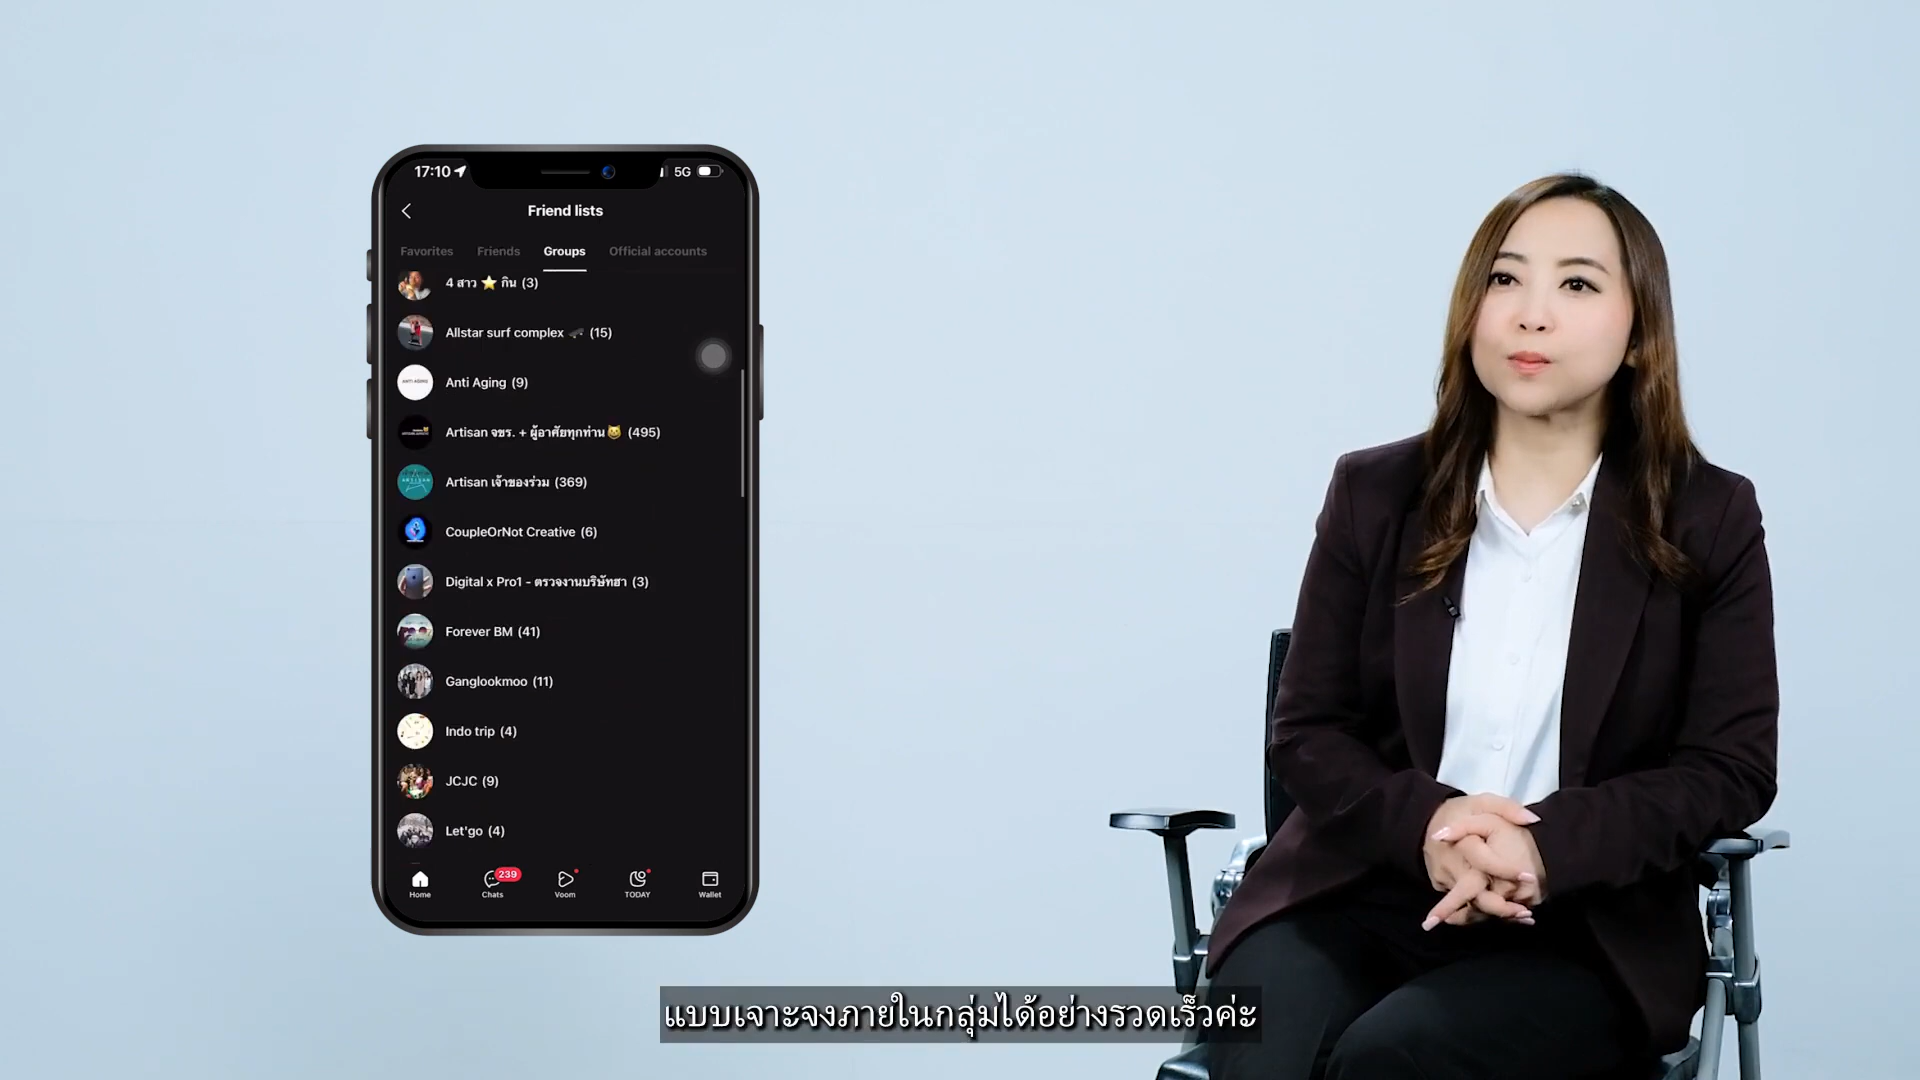 17:10
5G
Friend lists
Favorites
Friends
Groups
Official accounts
4 สาว ⭐ กิน (3)
Allstar surf complex 🛹 (15)
Anti Aging (9)
ANTI AGING
Artisan จขร. + ผู้อาศัยทุกท่าน😺 (495)
Artisan เจ้าของร่วม (369)
ARTISAN
CoupleOrNot Creative (6)
Digital x Pro1 - ตรวจงานบริษัทฮา (3)
Forever BM (41)
Ganglookmoo (11)
Indo trip (4)
JCJC (9)
Let'go (4)
239
Home
Chats
Voom
TODAY
Wallet
แบบเจาะจงภายในกลุ่มได้อย่างรวดเร็วค่ะ